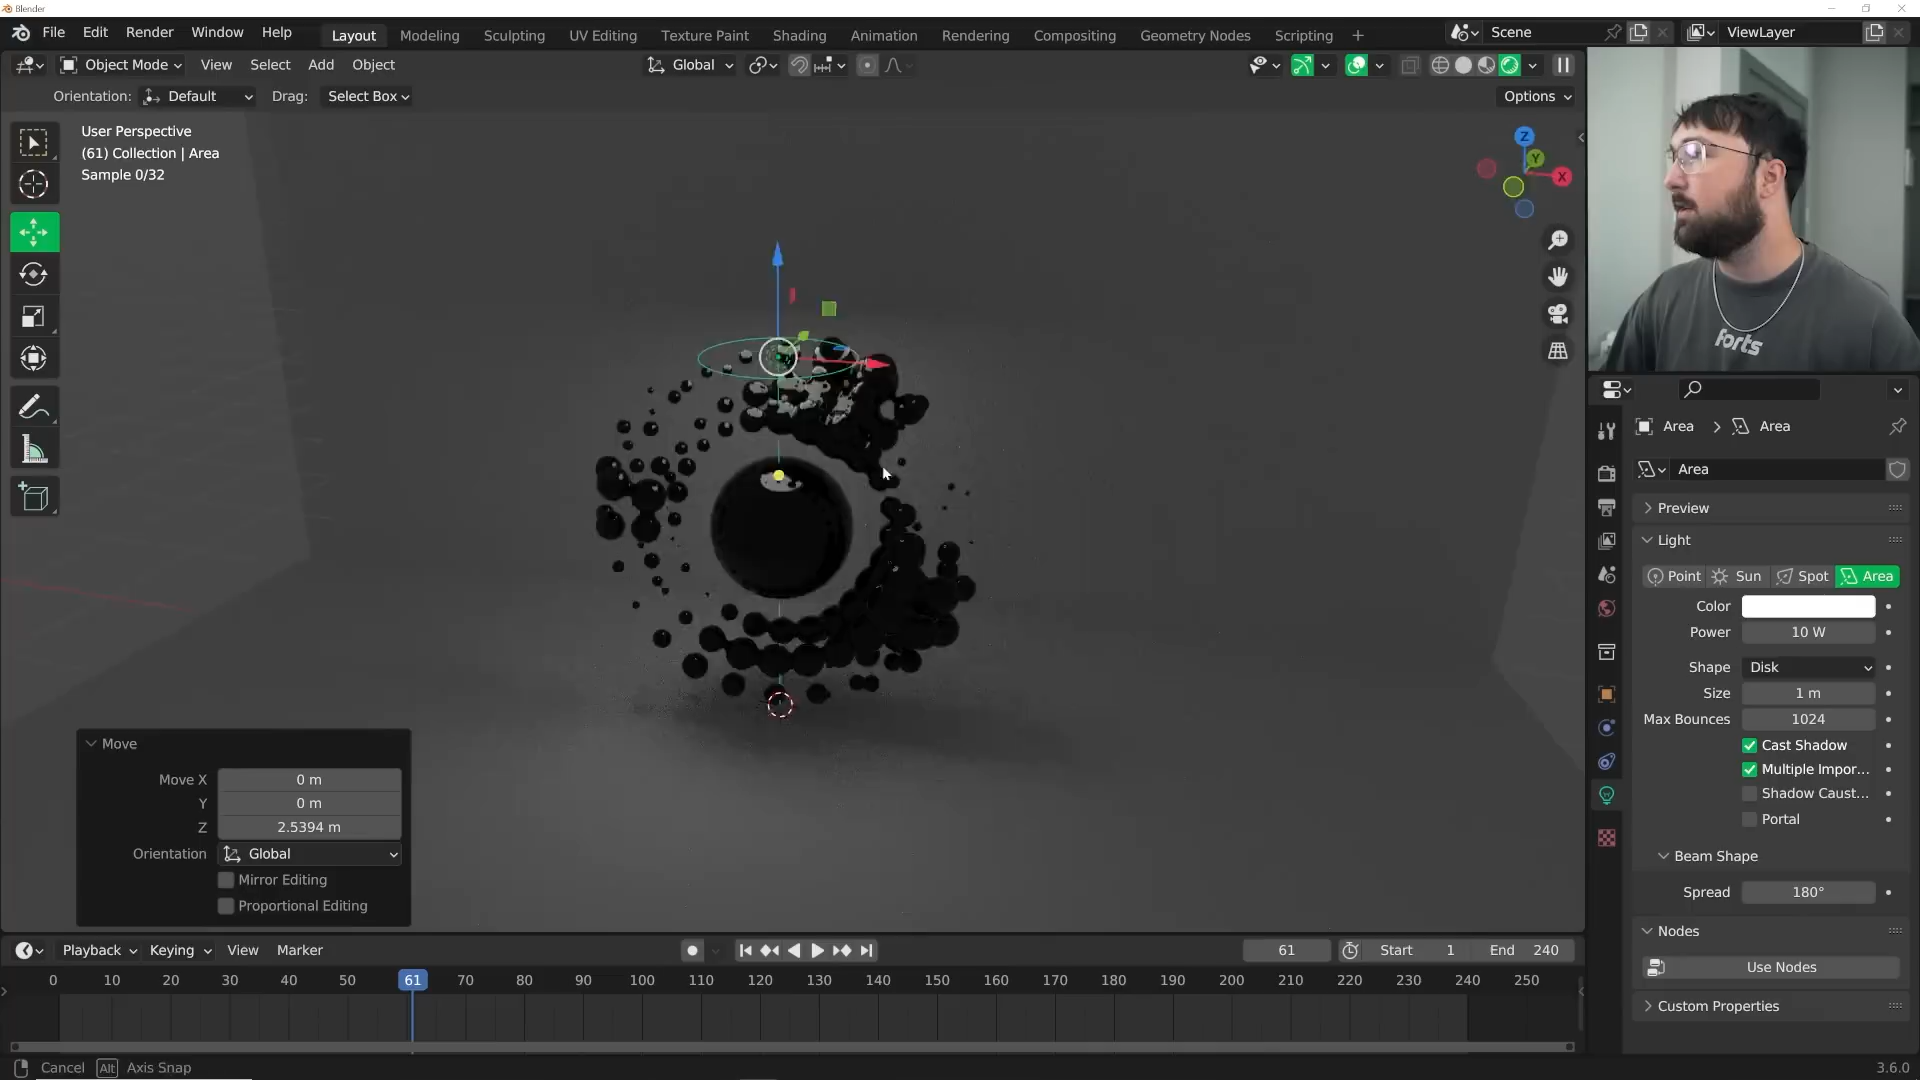 Blender
File Edit Render Window Help
Layout Modeling Sculpting UV Editing Texture Paint Shading Animation Rendering Compositing Geometry Nodes Scripting +
Scene
ViewLayer
Object Mode View Select Add Object
Global
Orientation: Default Drag: Select Box
Options
User Perspective
(61) Collection | Area
Sample 0/32
Z
Y
X
forts
Area > Area
Area
Preview
Light
Point Sun Spot Area
Color
Power 10 W
Shape Disk
Size 1 m
Max Bounces 1024
Cast Shadow
Multiple Impor...
Shadow Caust...
Portal
Beam Shape
Spread 180°
Nodes
Use Nodes
Custom Properties
Move
Move X 0 m
Y 0 m
Z 2.5394 m
Orientation Global
Mirror Editing
Proportional Editing
Playback Keying View Marker
61 Start 1 End 240
0 10 20 30 40 50 61 70 80 90 100 110 120 130 140 150 160 170 180 190 200 210 220 230 240 250
Cancel Alt Axis Snap
3.6.0